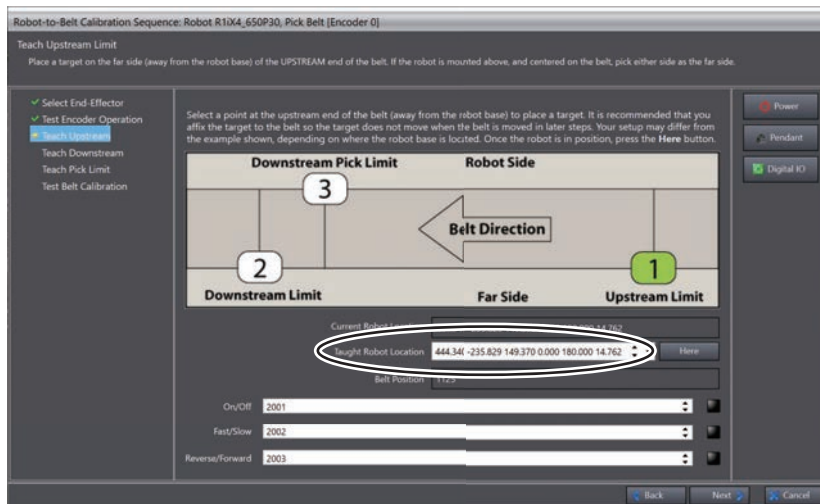 Robot-to-Belt Calibration Sequence: Robot R1iX4_650P30, Pick Belt [Encoder 0]
Teach Upstream Limit
Place a target on the far side (away from the robot base) of the UPSTREAM end of the belt. If the robot is mounted above, and centered on the belt, pick either side as the far side.
Select End-Effector
Test Encoder Operation
Teach Upstream
Teach Downstream
Teach Pick Limit
Test Belt Calibration
Select a point at the upstream end of the belt (away from the robot base) to place a target. It is recommended that you
affix the target to the belt so the target does not move when the belt is moved in later steps. Your setup may differ from
the example shown, depending on where the robot base is located. Once the robot is in position, press the Here button.
Power
Pendant
Digital IO
Downstream Pick Limit
Robot Side
3
Belt Direction
2
1
Downstream Limit
Far Side
Upstream Limit
Current Robot
14.762
Taught Robot Location
444.34( -235.829 149.370 0.000 180.000 14.762
Here
Belt Position
1125
On/Off
2001
Fast/Slow
2002
Reverse/Forward
2003
Back
Next
Cancel